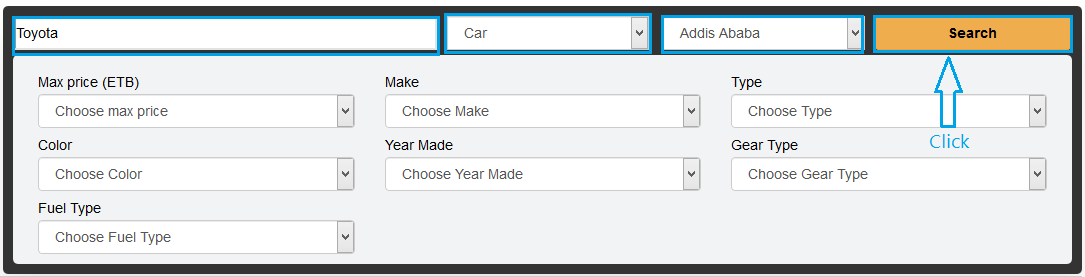 Toyota Car Addis Ababa Search
Max price (ETB) Make Type
Choose max price Choose Make Choose Type
Click
Color Year Made Gear Type
Choose Color Choose Year Made Choose Gear Type
Fuel Type
Choose Fuel Type